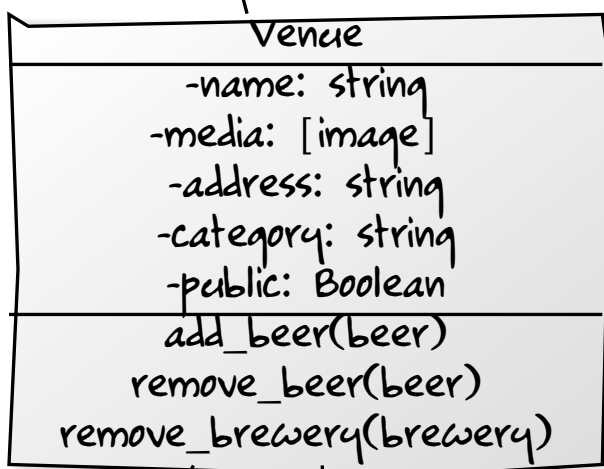 Venue
-name: string
-media: [image]
-address: string
-category: string
-public: Boolean
add_beer(beer)
remove_beer(beer)
remove_brewery(brewery)